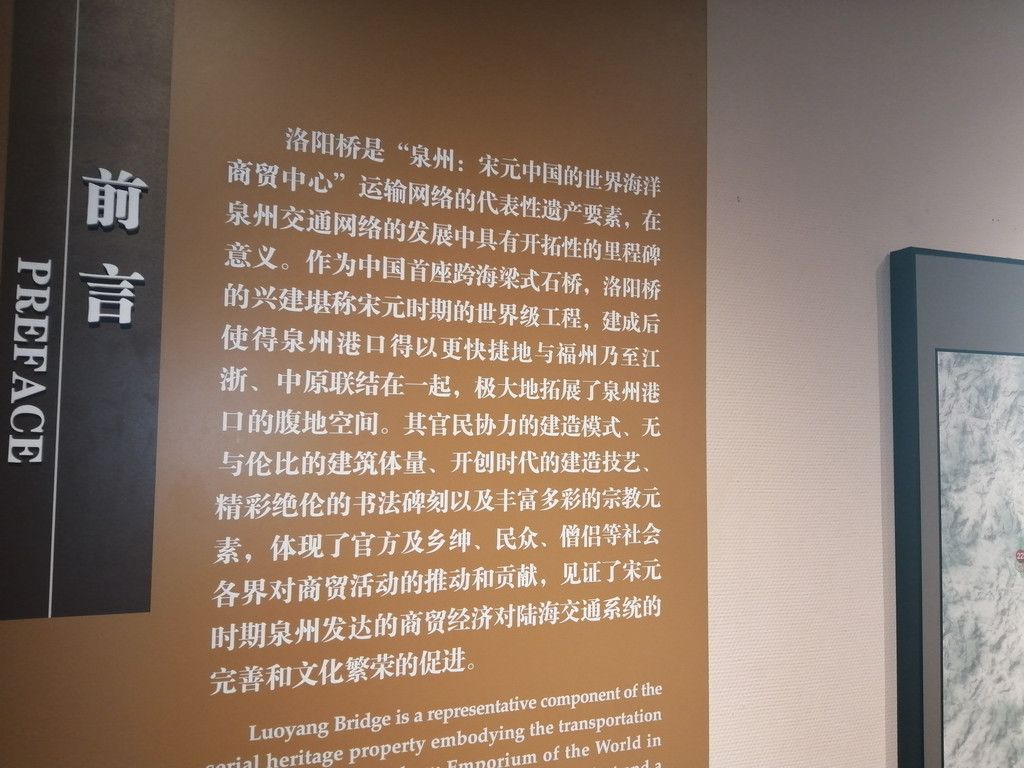 前言
PREFACE
洛阳桥是“泉州：宋元中国的世界海洋
商贸中心”运输网络的代表性遗产要素，在
泉州交通网络的发展中具有开拓性的里程碑
意义。作为中国首座跨海梁式石桥，洛阳桥
的兴建堪称宋元时期的世界级工程，建成后
使得泉州港口得以更快捷地与福州乃至江
浙、中原联结在一起，极大地拓展了泉州港
口的腹地空间。其官民协力的建造模式、无
与伦比的建筑体量、开创时代的建造技艺、
精彩绝伦的书法碑刻以及丰富多彩的宗教元
素，体现了官方及乡绅、民众、僧侣等社会
各界对商贸活动的推动和贡献，见证了宋元
时期泉州发达的商贸经济对陆海交通系统的
完善和文化繁荣的促进。
Luoyang Bridge is a representative component of the
serial heritage property embodying the transportation
Emporium of the World in
and a